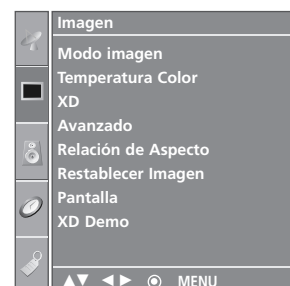 Imagen
Modo imagen
Temperatura Color
XD
Avanzado
Relación de Aspecto
Restablecer Imagen
Pantalla
XD Demo
MENU